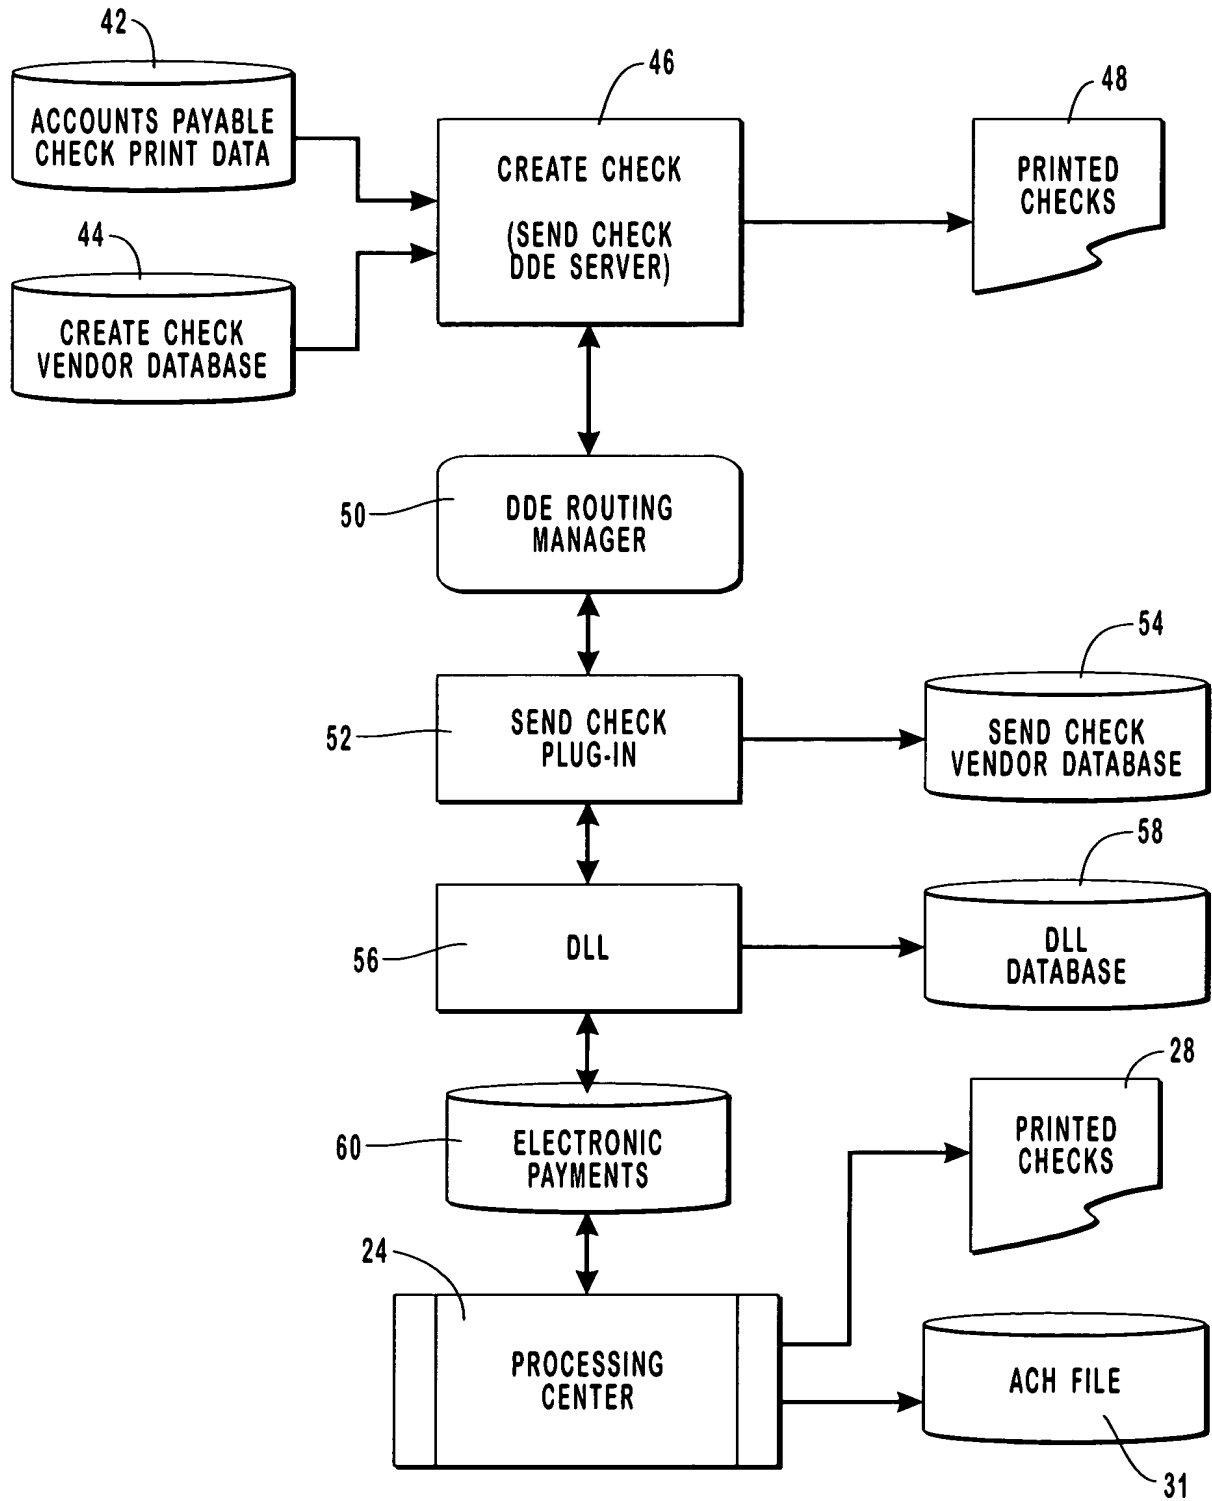 42
ACCOUNTS PAYABLE
CHECK PRINT DATA
44
CREATE CHECK
VENDOR DATABASE
46
CREATE CHECK
(SEND CHECK
DDE SERVER)
48
PRINTED
CHECKS
50
DDE ROUTING
MANAGER
52
SEND CHECK
PLUG-IN
54
SEND CHECK
VENDOR DATABASE
56
DLL
58
DLL
DATABASE
60
ELECTRONIC
PAYMENTS
28
PRINTED
CHECKS
24
PROCESSING
CENTER
ACH FILE
31